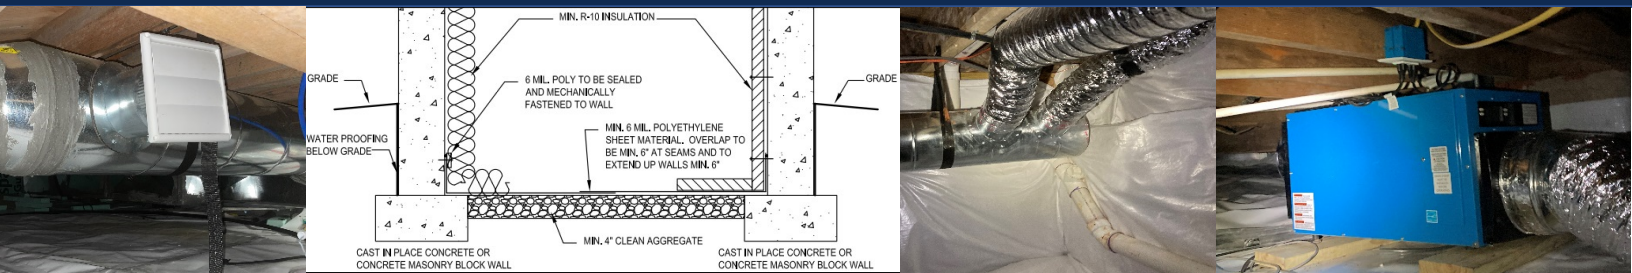 MIN. R-10 INSULATION
GRADE
6 MIL. POLY TO BE SEALED
AND MECHANICALLY
FASTENED TO WALL
GRADE
WATER PROOFING
BELOW GRADE
MIN. 6 MIL. POLYETHYLENE
SHEET MATERIAL. OVERLAP TO
BE MIN. 6" AT SEAMS AND TO
EXTEND UP WALLS MIN. 6"
MIN. 4" CLEAN AGGREGATE
CAST IN PLACE CONCRETE OR
CONCRETE MASONRY BLOCK WALL
CAST IN PLACE CONCRETE OR
CONCRETE MASONRY BLOCK WALL